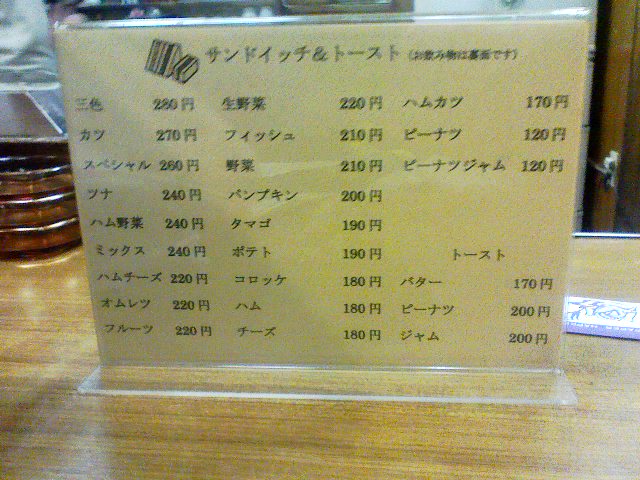 サンドイッチ&トースト (お飲み物は裏面です)
三色 280円 生野菜 220円 ハムカツ 170円
カツ 270円 フィッシュ 210円 ピーナツ 120円
スペシャル 260円 野菜 210円 ピーナツジャム 120円
ツナ 240円 パンプキン 200円
ハム野菜 240円 タマゴ 190円
ミックス 240円 ポテト 190円 トースト
ハムチーズ 220円 コロッケ 180円 バター 170円
オムレツ 220円 ハム 180円 ピーナツ 200円
フルーツ 220円 チーズ 180円 ジャム 200円